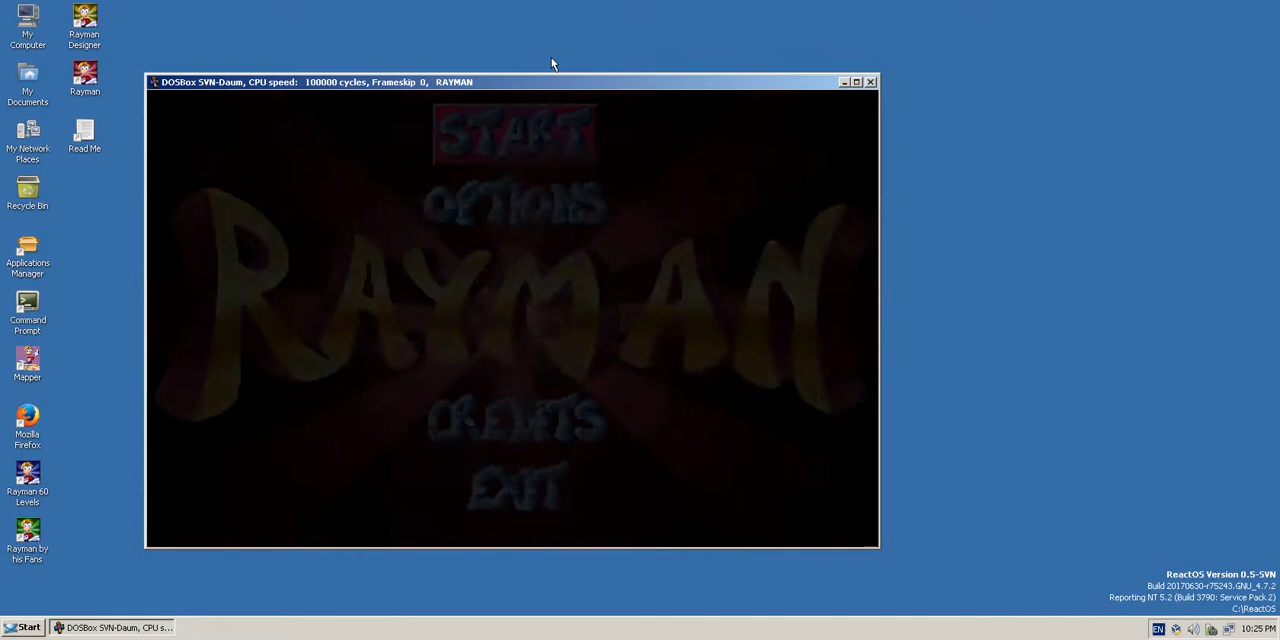 My
Computer
Rayman
Designer
My
Documents
Rayman
My Network
Places
Read Me
Recycle Bin
Applications
Manager
Command
Prompt
Mapper
Mozilla
Firefox
Rayman 60
Levels
Rayman by
his Fans
DOSBox SVN-Daum, CPU speed: 100000 cycles, Frameskip 0, RAYMAN
START
OPTIONS
RAYMAN
CREDITS
EXIT
ReactOS Version 0.5-SVN
Build 20170630-r75243.GNU_4.7.2
Reporting NT 5.2 (Build 3790: Service Pack 2)
C:\ReactOS
Start
DOSBox SVN-Daum, CPU s...
EN
10:25 PM